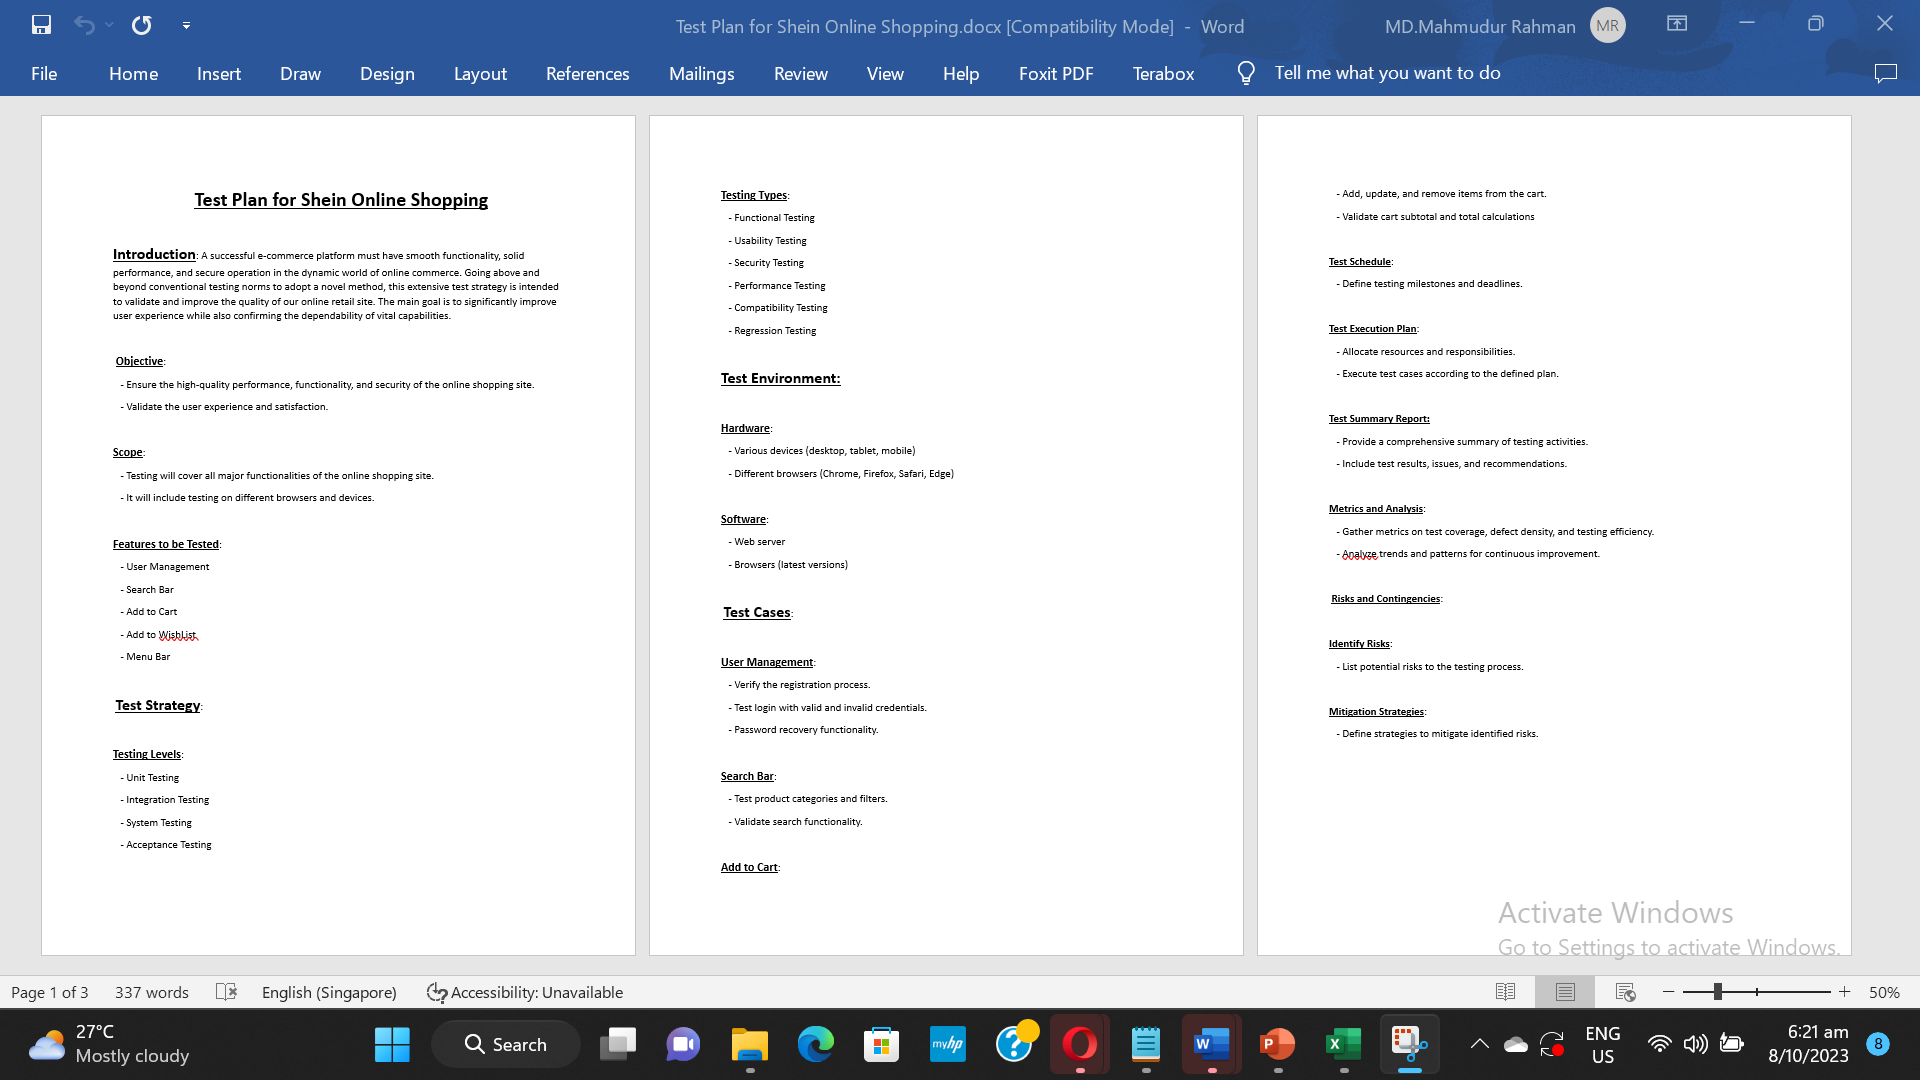 Test Plan for Shein Online Shopping.docx [Compatibility Mode] - Word
MD.Mahmudur Rahman
MR
File
Home
Insert
Draw
Design
Layout
References
Mailings
Review
View
Help
Foxit PDF
Terabox
Tell me what you want to do
Test Plan for Shein Online Shopping
Introduction: A successful e-commerce platform must have smooth functionality, solid
performance, and secure operation in the dynamic world of online commerce. Going above and
beyond conventional testing norms to adopt a novel method, this extensive test strategy is intended
to validate and improve the quality of our online retail site. The main goal is to significantly improve
user experience while also confirming the dependability of vital capabilities.
Objective:
- Ensure the high-quality performance, functionality, and security of the online shopping site.
- Validate the user experience and satisfaction.
Scope:
- Testing will cover all major functionalities of the online shopping site.
- It will include testing on different browsers and devices.
Features to be Tested:
- User Management
- Search Bar
- Add to Cart
- Add to WishList
- Menu Bar
Test Strategy:
Testing Levels:
- Unit Testing
- Integration Testing
- System Testing
- Acceptance Testing
Testing Types:
- Functional Testing
- Usability Testing
- Security Testing
- Performance Testing
- Compatibility Testing
- Regression Testing
Test Environment:
Hardware:
- Various devices (desktop, tablet, mobile)
- Different browsers (Chrome, Firefox, Safari, Edge)
Software:
- Web server
- Browsers (latest versions)
Test Cases:
User Management:
- Verify the registration process.
- Test login with valid and invalid credentials.
- Password recovery functionality.
Search Bar:
- Test product categories and filters.
- Validate search functionality.
Add to Cart:
- Add, update, and remove items from the cart.
- Validate cart subtotal and total calculations
Test Schedule:
- Define testing milestones and deadlines.
Test Execution Plan:
- Allocate resources and responsibilities.
- Execute test cases according to the defined plan.
Test Summary Report:
- Provide a comprehensive summary of testing activities.
- Include test results, issues, and recommendations.
Metrics and Analysis:
- Gather metrics on test coverage, defect density, and testing efficiency.
- Analyze trends and patterns for continuous improvement.
Risks and Contingencies:
Identify Risks:
- List potential risks to the testing process.
Mitigation Strategies:
- Define strategies to mitigate identified risks.
Activate Windows
Go to Settings to activate Windows.
Page 1 of 3
337 words
English (Singapore)
Accessibility: Unavailable
50%
27°C
Mostly cloudy
Search
myhp
W
P
X
ENG
US
6:21 am
8/10/2023
8